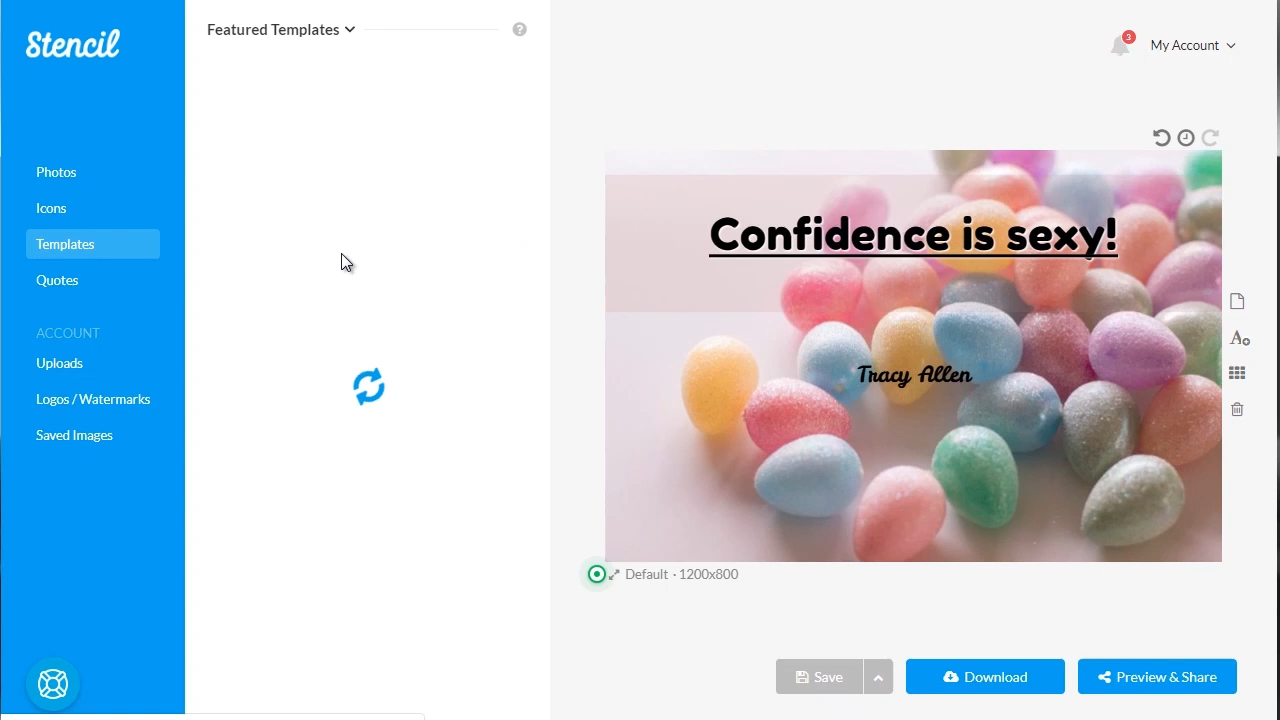 Stencil
Featured Templates
?
3
My Account
Photos
Icons
Templates
Quotes
ACCOUNT
Uploads
Logos / Watermarks
Saved Images
Confidence is sexy!
Tracy Allen
A
Default · 1200x800
Save
Download
Preview & Share